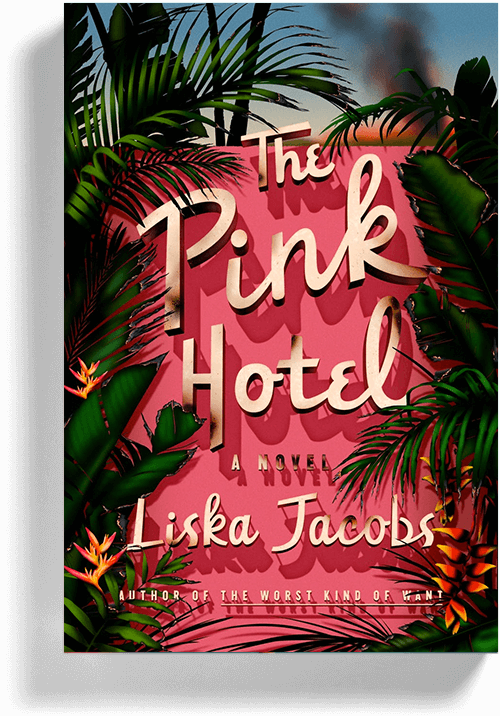 The
Pink
Hotel
A NOVEL
Liska Jacobs
AUTHOR OF THE WORST KIND OF WANT